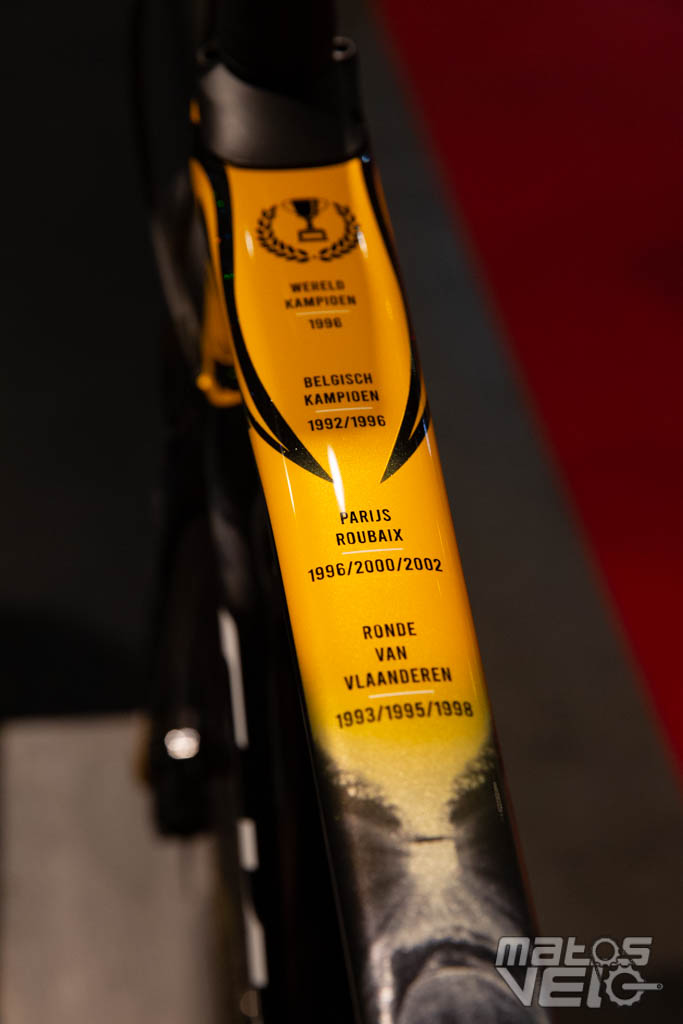 WERELD
KAMPIOEN
1996
BELGISCH
KAMPIOEN
1992/1996
PARIJS
ROUBAIX
1996/2000/2002
RONDE
VAN
VLAANDEREN
1993/1995/1998
matos
VELO